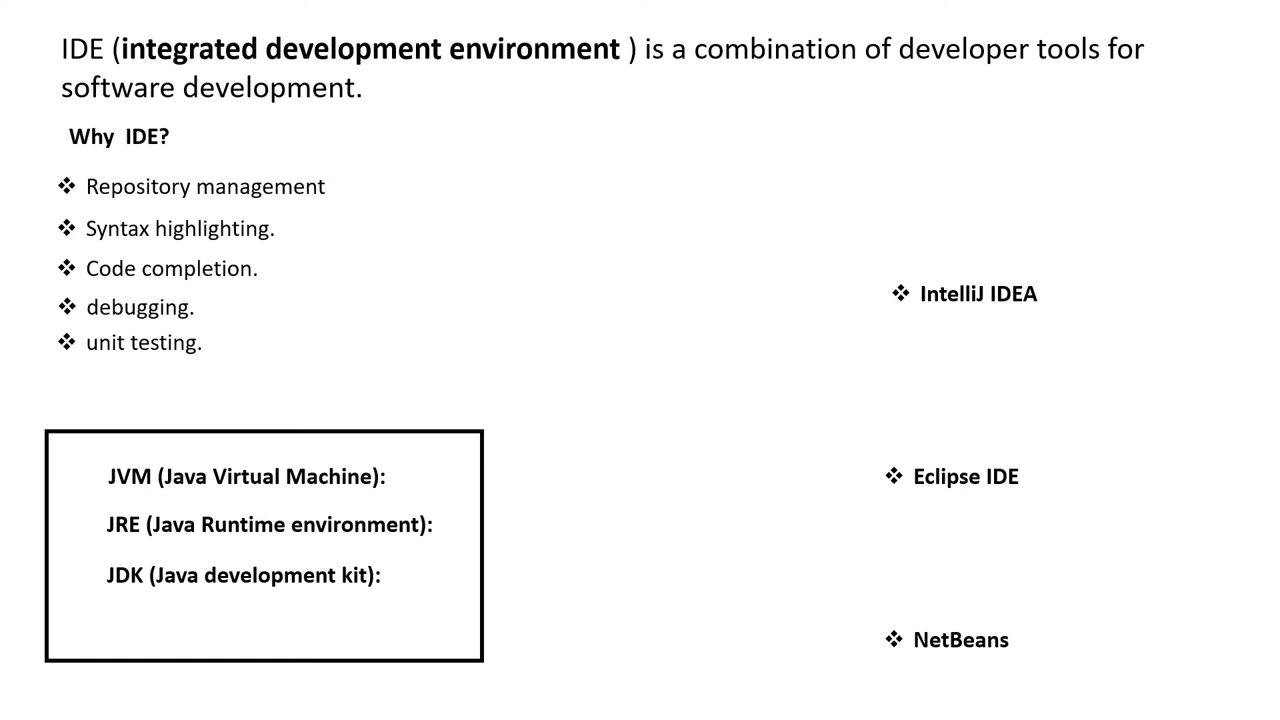 IDE (integrated development environment ) is a combination of developer tools for
software development.
Why IDE?
❖ Repository management
❖ Syntax highlighting.
❖ Code completion.
❖ debugging.
❖ unit testing.
JVM (Java Virtual Machine):
JRE (Java Runtime environment):
JDK (Java development kit):
❖ IntelliJ IDEA
❖ Eclipse IDE
❖ NetBeans